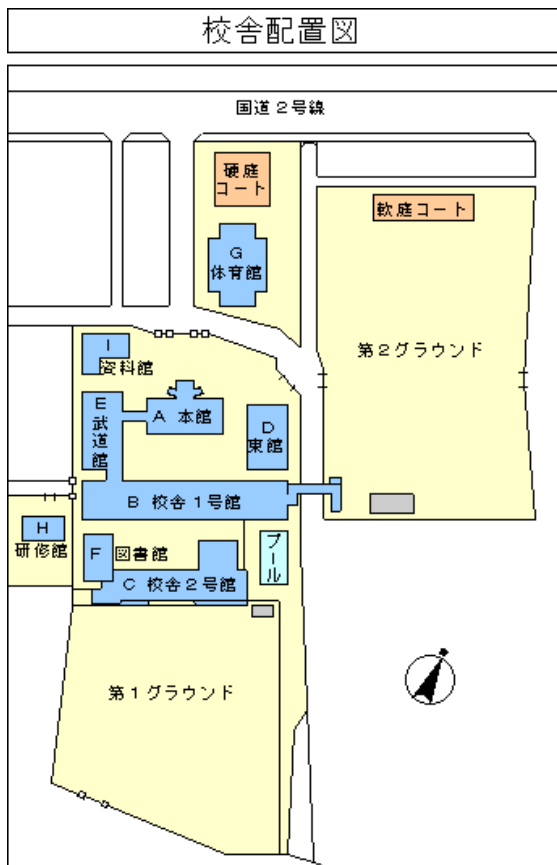 校舎配置図
国道２号線
硬庭
コート
軟庭コート
G
体育館
第２グラウンド
I
資料館
E
武道館
A 本館
D
東館
B 校舎１号館
H
研修館
F 図書館
プール
C 校舎２号館
第１グラウンド